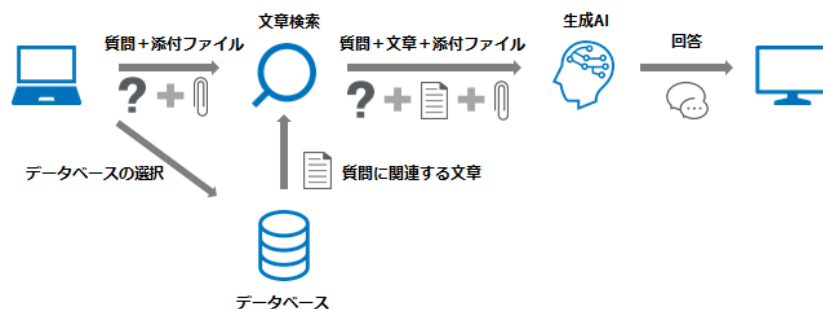 質問+添付ファイル
文章検索
質問+文章+添付ファイル
生成AI
回答
? +
? + +
データベースの選択
質問に関連する文章
データベース